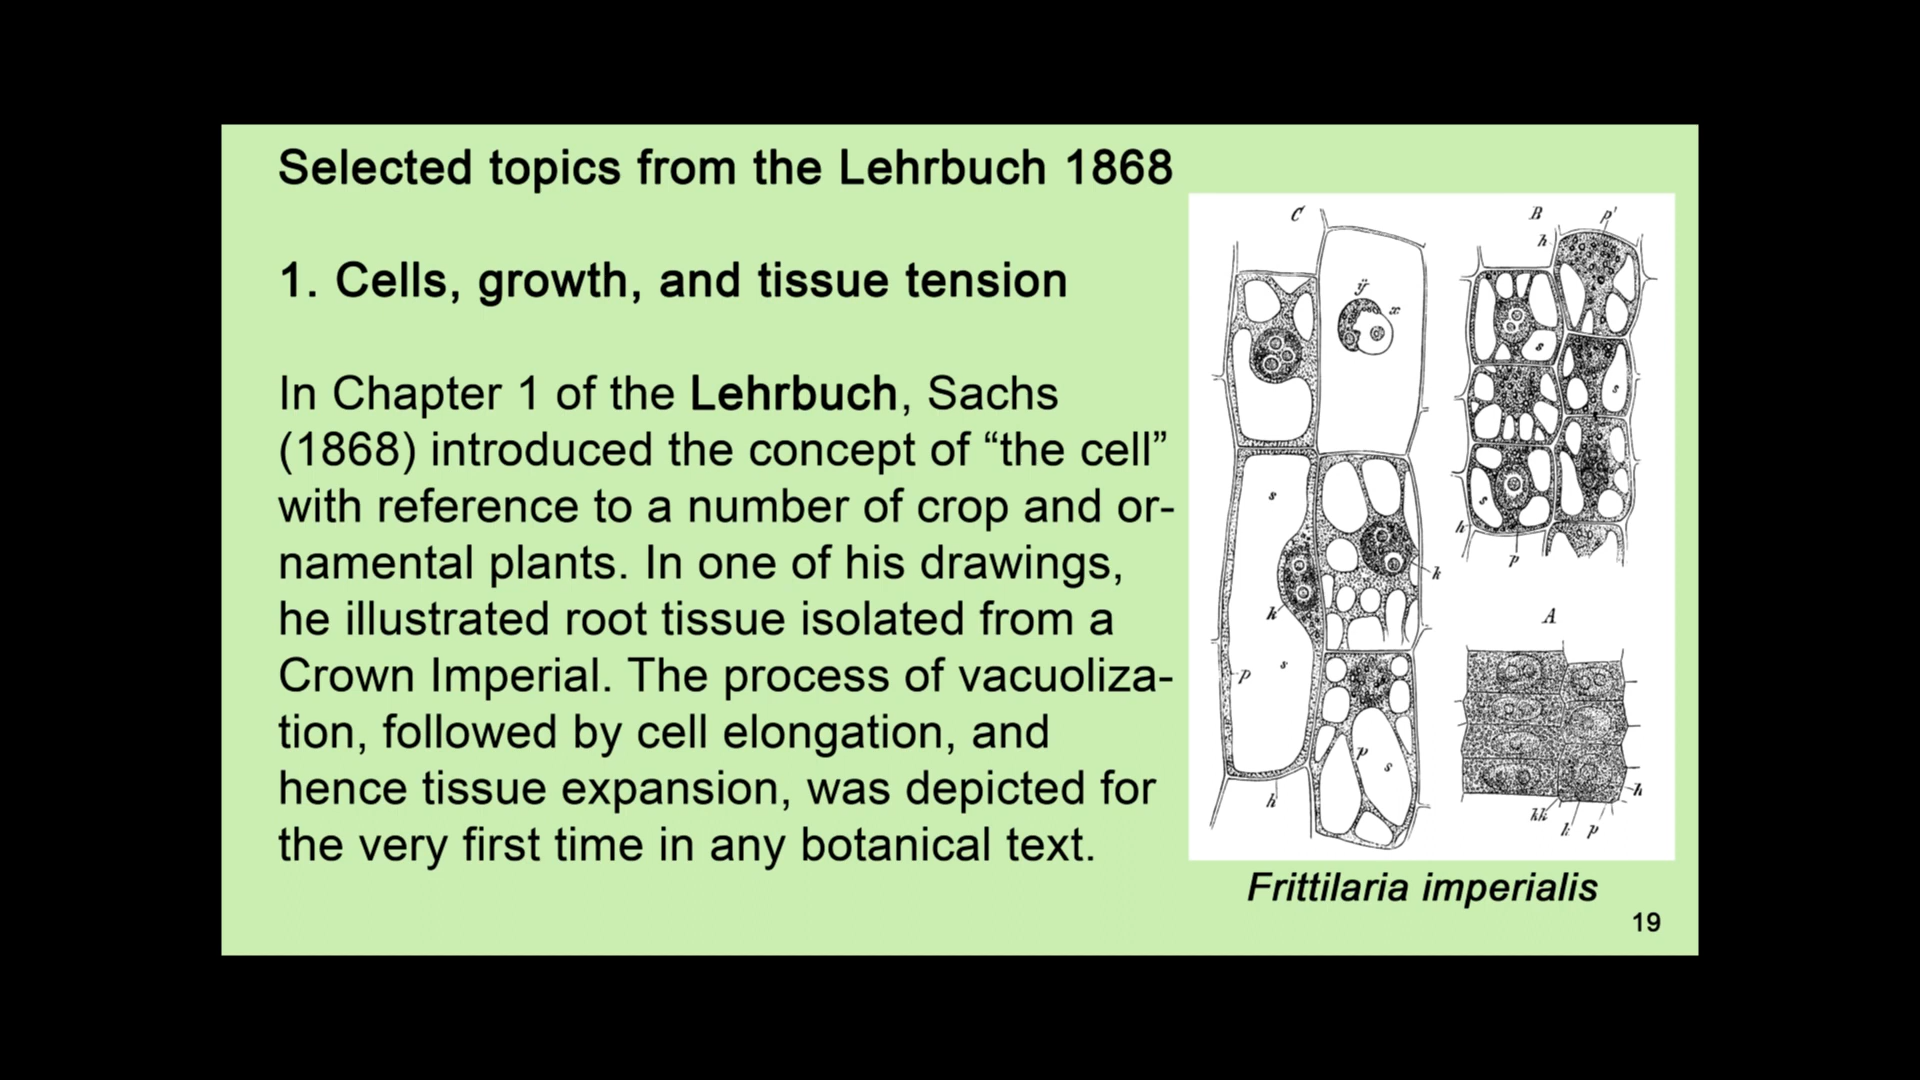 Selected topics from the Lehrbuch 1868
1. Cells, growth, and tissue tension
In Chapter 1 of the Lehrbuch, Sachs
(1868) introduced the concept of “the cell”
with reference to a number of crop and or-
namental plants. In one of his drawings,
he illustrated root tissue isolated from a
Crown Imperial. The process of vacuoliza-
tion, followed by cell elongation, and
hence tissue expansion, was depicted for
the very first time in any botanical text.
C
ÿ
x
s
k
k
s
p
p
s
h
B
p'
h
s
s
s
h
p
A
h
kk
k
p
Frittilaria imperialis
19